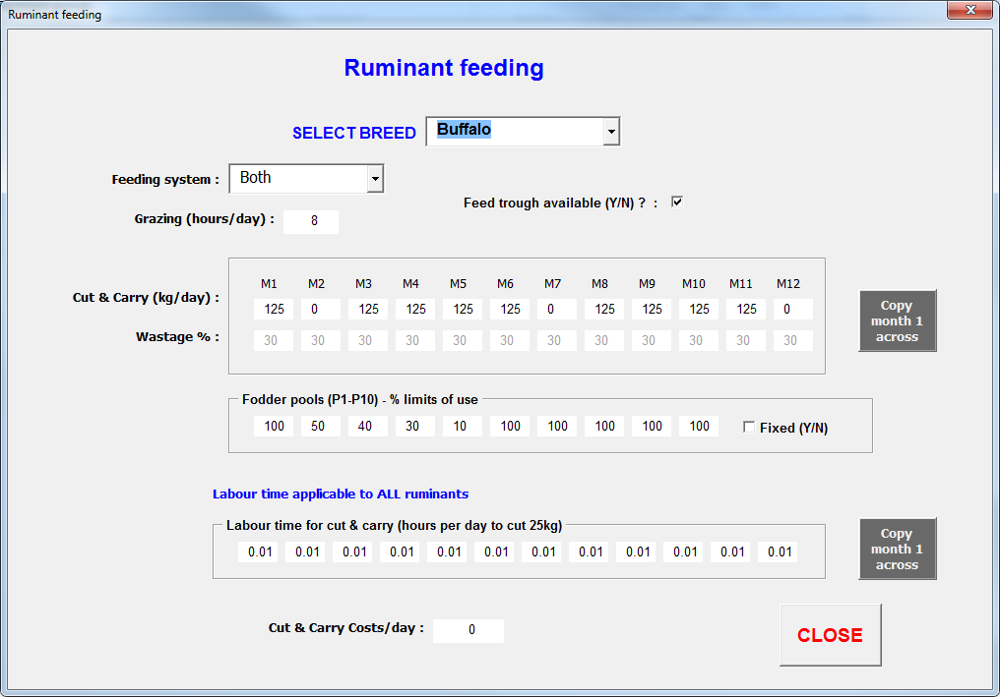 Ruminant feeding
Ruminant feeding
SELECT BREED Buffalo
Feeding system : Both
Feed trough available (Y/N) ? :
Grazing (hours/day) : 8
M1 M2 M3 M4 M5 M6 M7 M8 M9 M10 M11 M12
Cut & Carry (kg/day) : 125 0 125 125 125 125 0 125 125 125 125 0
Wastage % : 30 30 30 30 30 30 30 30 30 30 30 30
Copy
month 1
across
Fodder pools (P1-P10) - % limits of use
100 50 40 30 10 100 100 100 100 100 Fixed (Y/N)
Labour time applicable to ALL ruminants
Labour time for cut & carry (hours per day to cut 25kg)
0.01 0.01 0.01 0.01 0.01 0.01 0.01 0.01 0.01 0.01 0.01 0.01
Copy
month 1
across
Cut & Carry Costs/day : 0
CLOSE